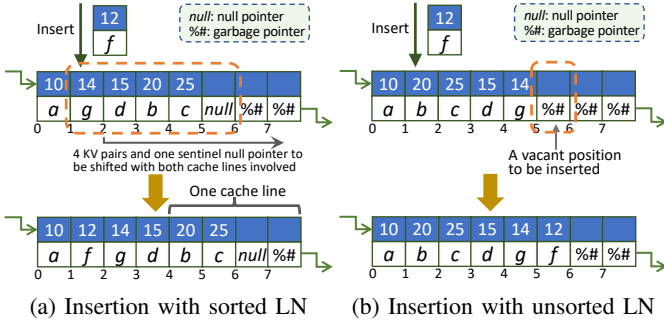 12
Insert
f
null: null pointer
%#: garbage pointer
10 14 15 20 25
a g d b c null %# %#
0 1 2 3 4 5 6 7
4 KV pairs and one sentinel null pointer to
be shifted with both cache lines involved
One cache line
10 12 14 15 20 25
a f g d b c null %#
0 1 2 3 4 5 6 7
(a) Insertion with sorted LN
12
Insert
f
null: null pointer
%#: garbage pointer
10 20 25 15 14
a b c d g %# %# %#
0 1 2 3 4 5 6 7
A vacant position
to be inserted
10 20 25 15 14 12
a b c d g f %# %#
0 1 2 3 4 5 6 7
(b) Insertion with unsorted LN